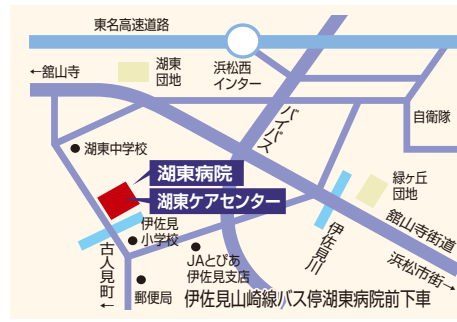 東名高速道路
←舘山寺
湖東
団地
浜松西
インター
バイパス
自衛隊
湖東中学校
湖東病院
湖東ケアセンター
緑ヶ丘
団地
伊佐見
小学校
伊佐見川
舘山寺街道
浜松市街→
古人見町
←
JAとぴあ
伊佐見支店
郵便局
伊佐見山崎線バス停湖東病院前下車